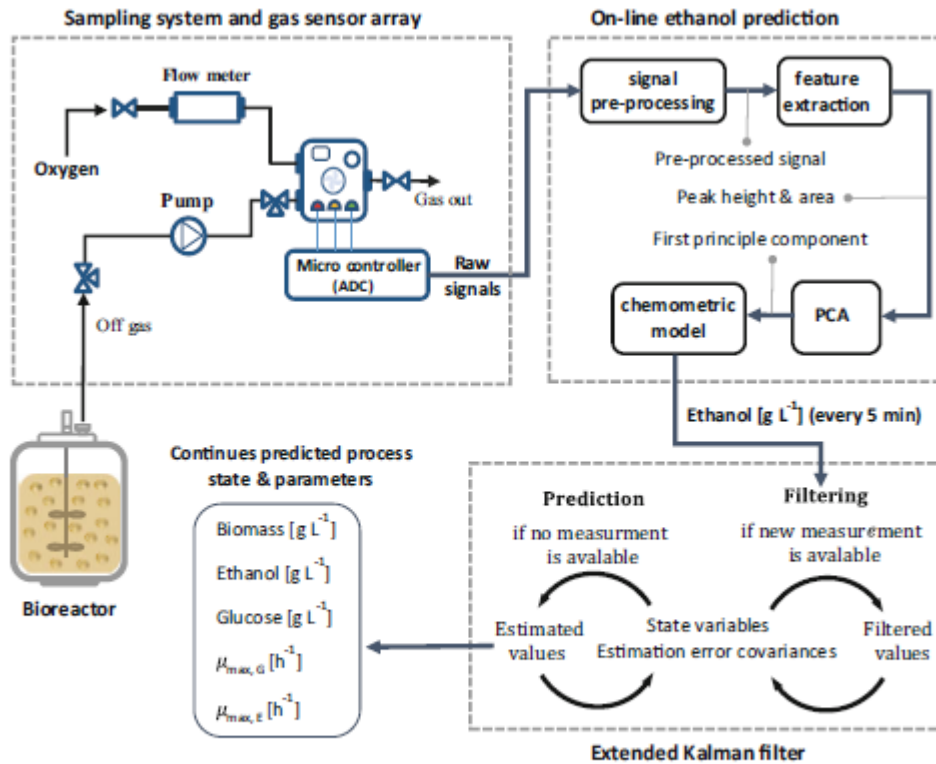 Sampling system and gas sensor array
Flow meter
Oxygen
Pump
Gas out
Micro controller
(ADC)
Raw
signals
Off gas
Bioreactor
On-line ethanol prediction
signal
pre-processing
feature
extraction
Pre-processed signal
Peak height & area
First principle component
chemometric
model
PCA
Ethanol [g L⁻¹] (every 5 min)
Continues predicted process
state & parameters
Biomass [g L⁻¹]
Ethanol [g L⁻¹]
Glucose [g L⁻¹]
μmax, G [h⁻¹]
μmax, E [h⁻¹]
Prediction
if no measurment
is avalable
Filtering
if new measurement
is avalable
Estimated
values
State variables
Estimation error covariances
Filtered
values
Extended Kalman filter